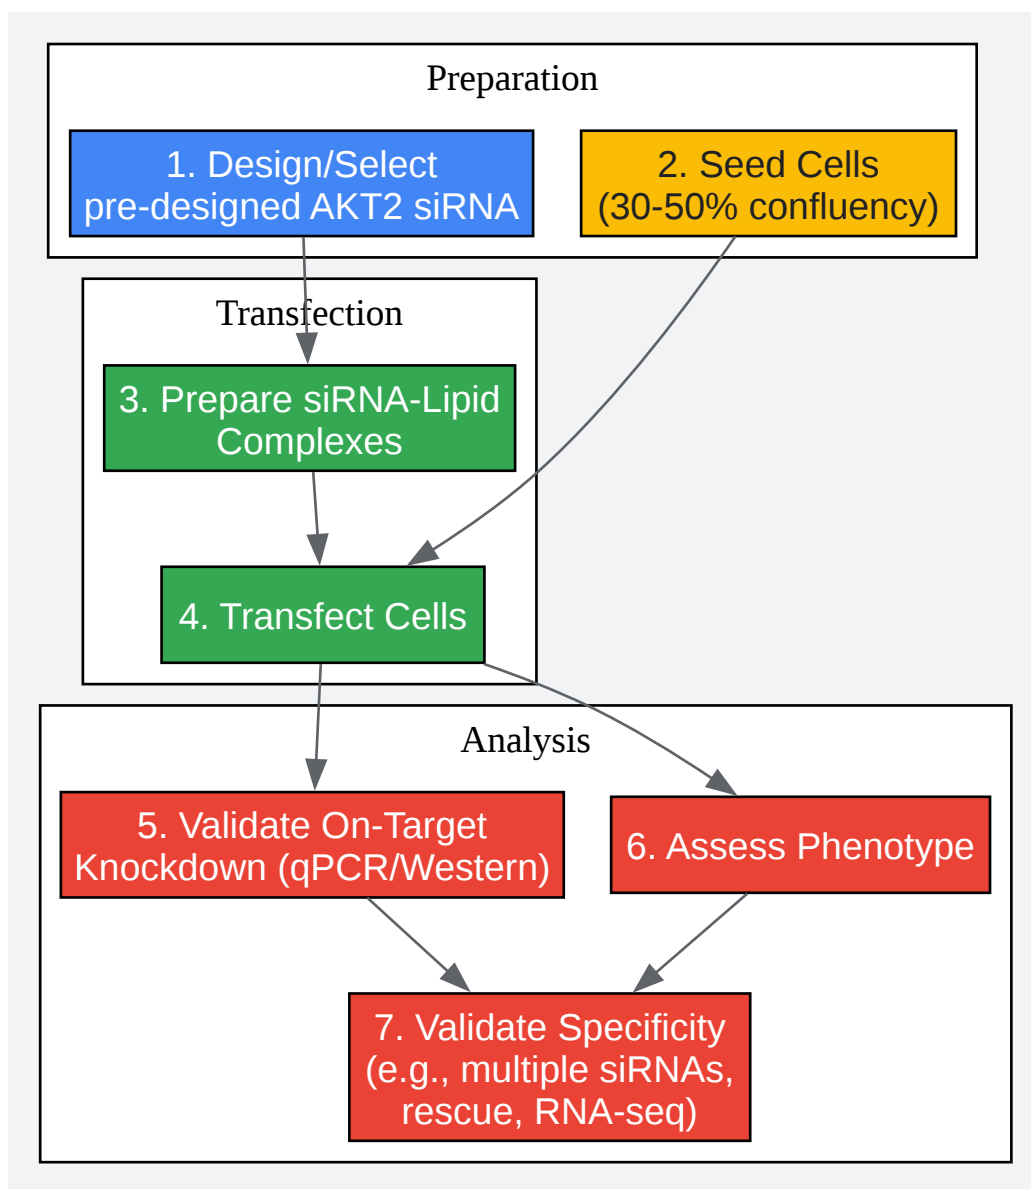 Preparation
1. Design/Select
pre-designed AKT2 siRNA
2. Seed Cells
(30-50% confluency)
Transfection
3. Prepare siRNA-Lipid
Complexes
4. Transfect Cells
Analysis
5. Validate On-Target
Knockdown (qPCR/Western)
6. Assess Phenotype
7. Validate Specificity
(e.g., multiple siRNAs,
rescue, RNA-seq)